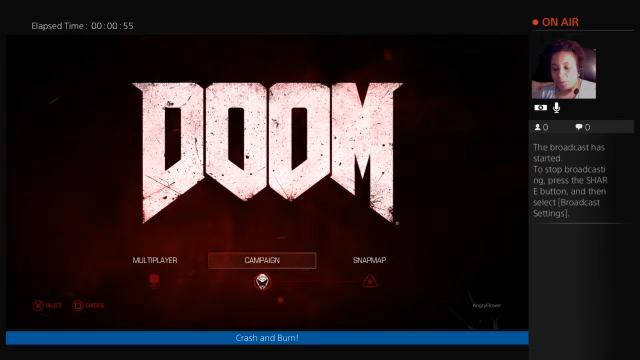 Elapsed Time : 00:00:55
ON AIR
DOOM
0 0
The broadcast has
started.
To stop broadcasti
ng, press the SHAR
E button, and then
select [Broadcast
Settings].
MULTIPLAYER CAMPAIGN SNAPMAP
SELECT
AngryFlower
Crash and Burn!